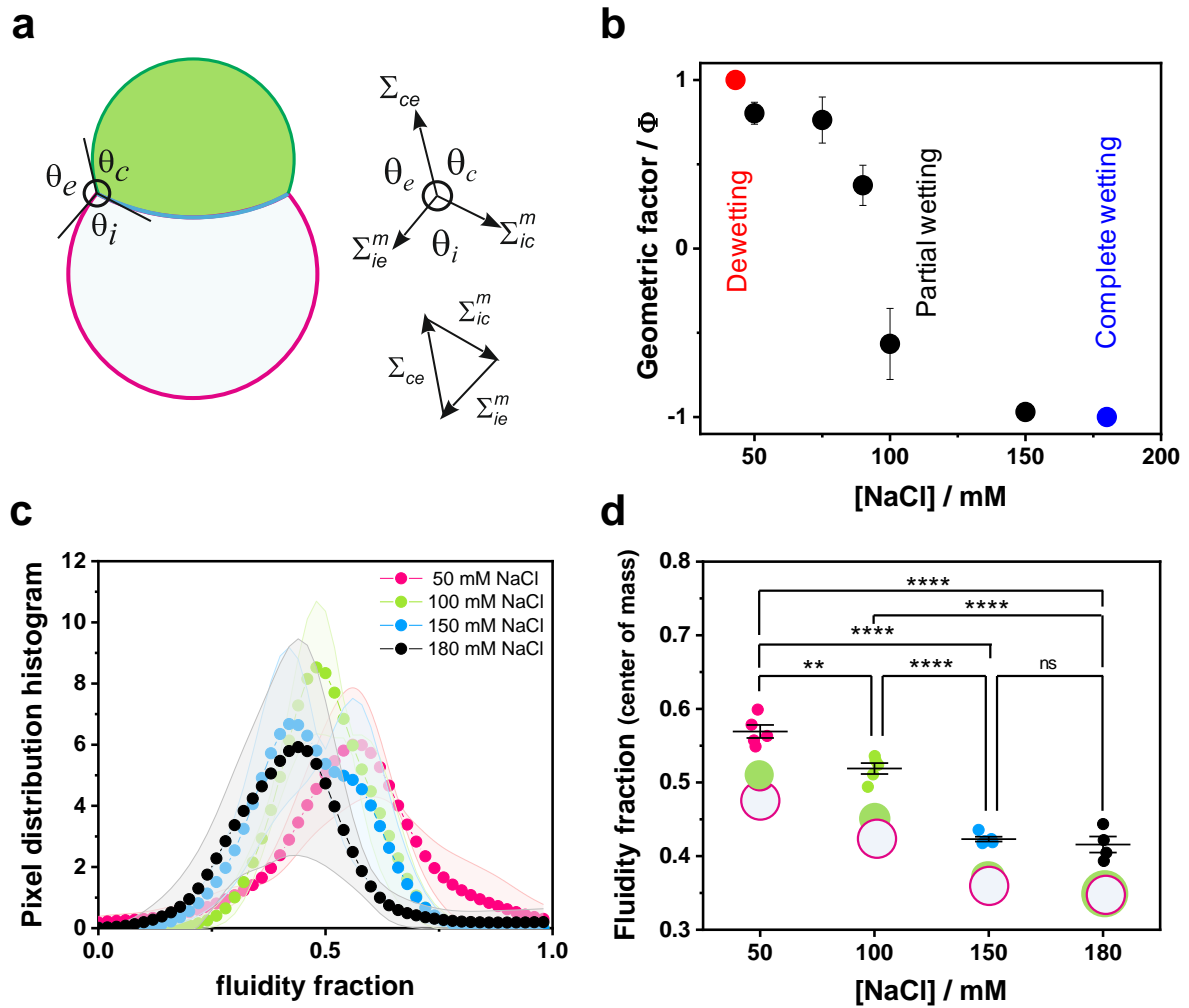 a
θe
θc
θi
Σce
θe
θc
Σ^m_ie
θi
Σ^m_ic
Σ^m_ic
Σce
Σ^m_ie
b
Geometric factor / Φ
1
0
-1
Dewetting
Partial wetting
Complete wetting
50
100
150
200
[NaCl] / mM
c
Pixel distribution histogram
12
10
8
6
4
2
0
50 mM NaCl
100 mM NaCl
150 mM NaCl
180 mM NaCl
0.0
0.5
1.0
fluidity fraction
d
Fluidity fraction (center of mass)
0.8
0.7
0.6
0.5
0.4
0.3
****
****
****
**
****
ns
50
100
150
180
[NaCl] / mM